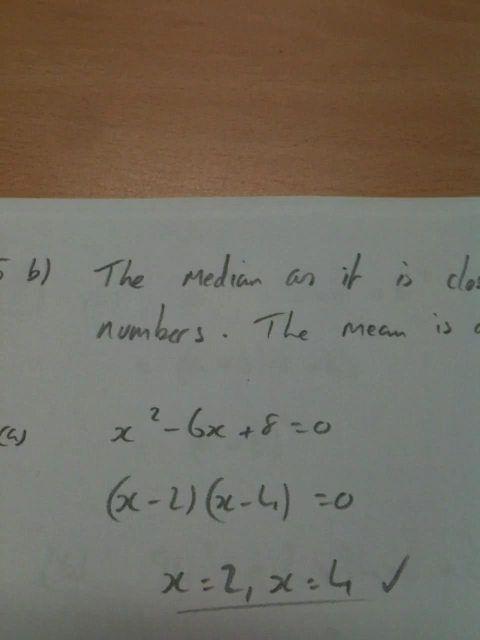 b) The Median as it is
numbers. The mean is
(a) x² - 6x + 8 = 0
(x - 2)(x - 4) = 0
x = 2, x = 4 ✓